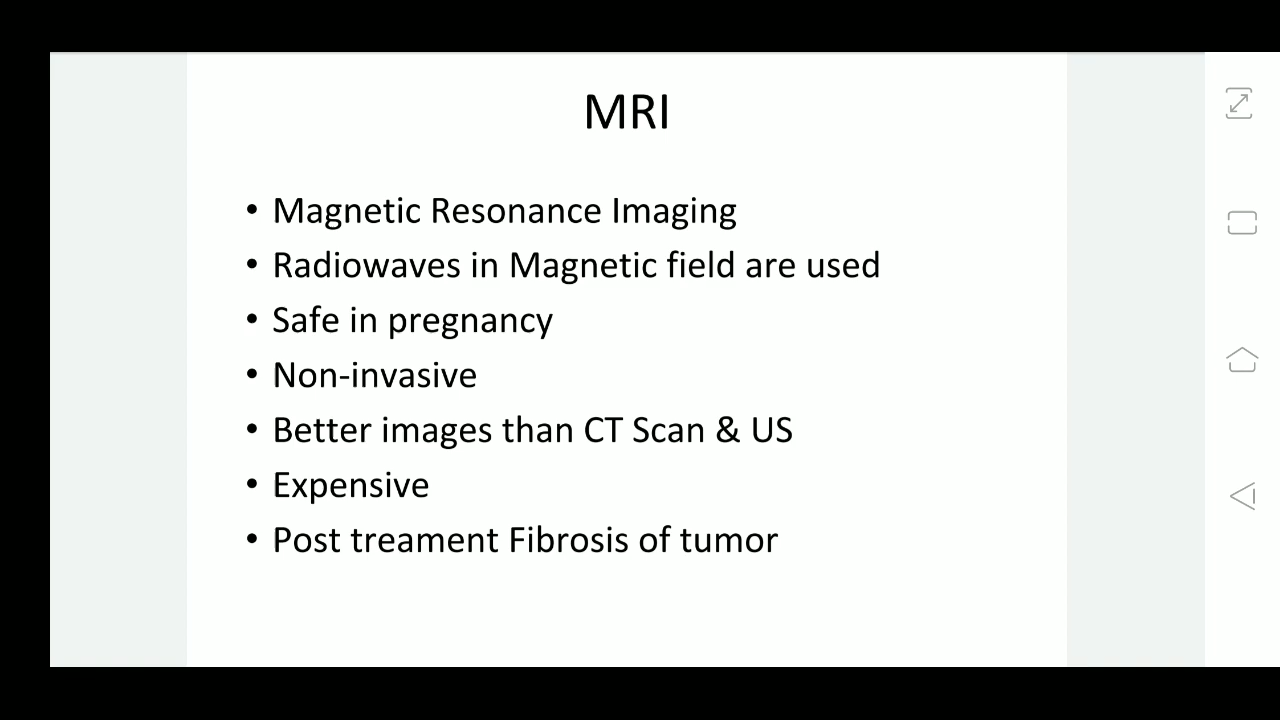 MRI
• Magnetic Resonance Imaging
• Radiowaves in Magnetic field are used
• Safe in pregnancy
• Non-invasive
• Better images than CT Scan & US
• Expensive
• Post treament Fibrosis of tumor